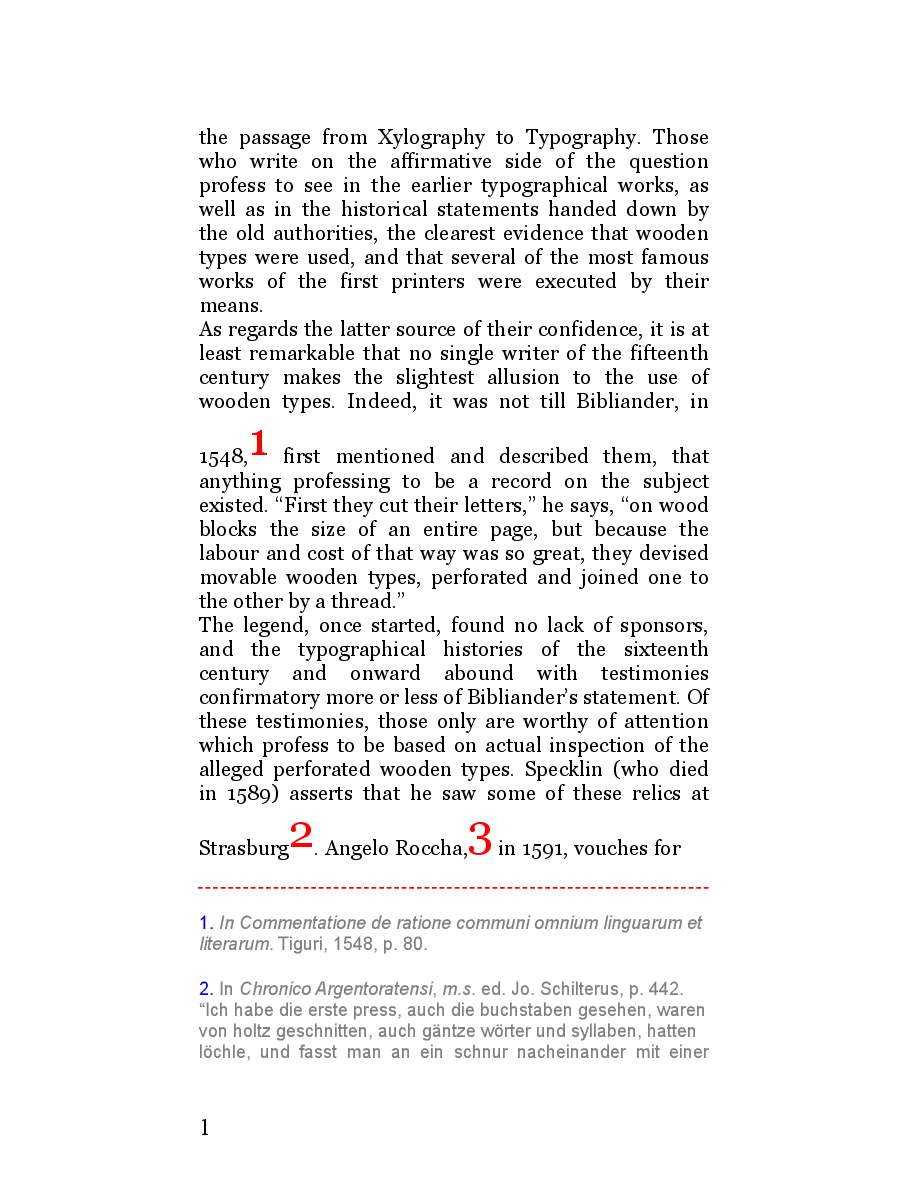 the passage from Xylography to Typography. Those
who write on the affirmative side of the question
profess to see in the earlier typographical works, as
well as in the historical statements handed down by
the old authorities, the clearest evidence that wooden
types were used, and that several of the most famous
works of the first printers were executed by their
means.
As regards the latter source of their confidence, it is at
least remarkable that no single writer of the fifteenth
century makes the slightest allusion to the use of
wooden types. Indeed, it was not till Bibliander, in
1548,1 first mentioned and described them, that
anything professing to be a record on the subject
existed. “First they cut their letters,” he says, “on wood
blocks the size of an entire page, but because the
labour and cost of that way was so great, they devised
movable wooden types, perforated and joined one to
the other by a thread.”
The legend, once started, found no lack of sponsors,
and the typographical histories of the sixteenth
century and onward abound with testimonies
confirmatory more or less of Bibliander’s statement. Of
these testimonies, those only are worthy of attention
which profess to be based on actual inspection of the
alleged perforated wooden types. Specklin (who died
in 1589) asserts that he saw some of these relics at
Strasburg2. Angelo Roccha,3 in 1591, vouches for
1. In Commentatione de ratione communi omnium linguarum et
literarum. Tiguri, 1548, p. 80.
2. In Chronico Argentoratensi, m.s. ed. Jo. Schilterus, p. 442.
“Ich habe die erste press, auch die buchstaben gesehen, waren
von holtz geschnitten, auch gäntze wörter und syllaben, hatten
löchle, und fasst man an ein schnur nacheinander mit einer
1